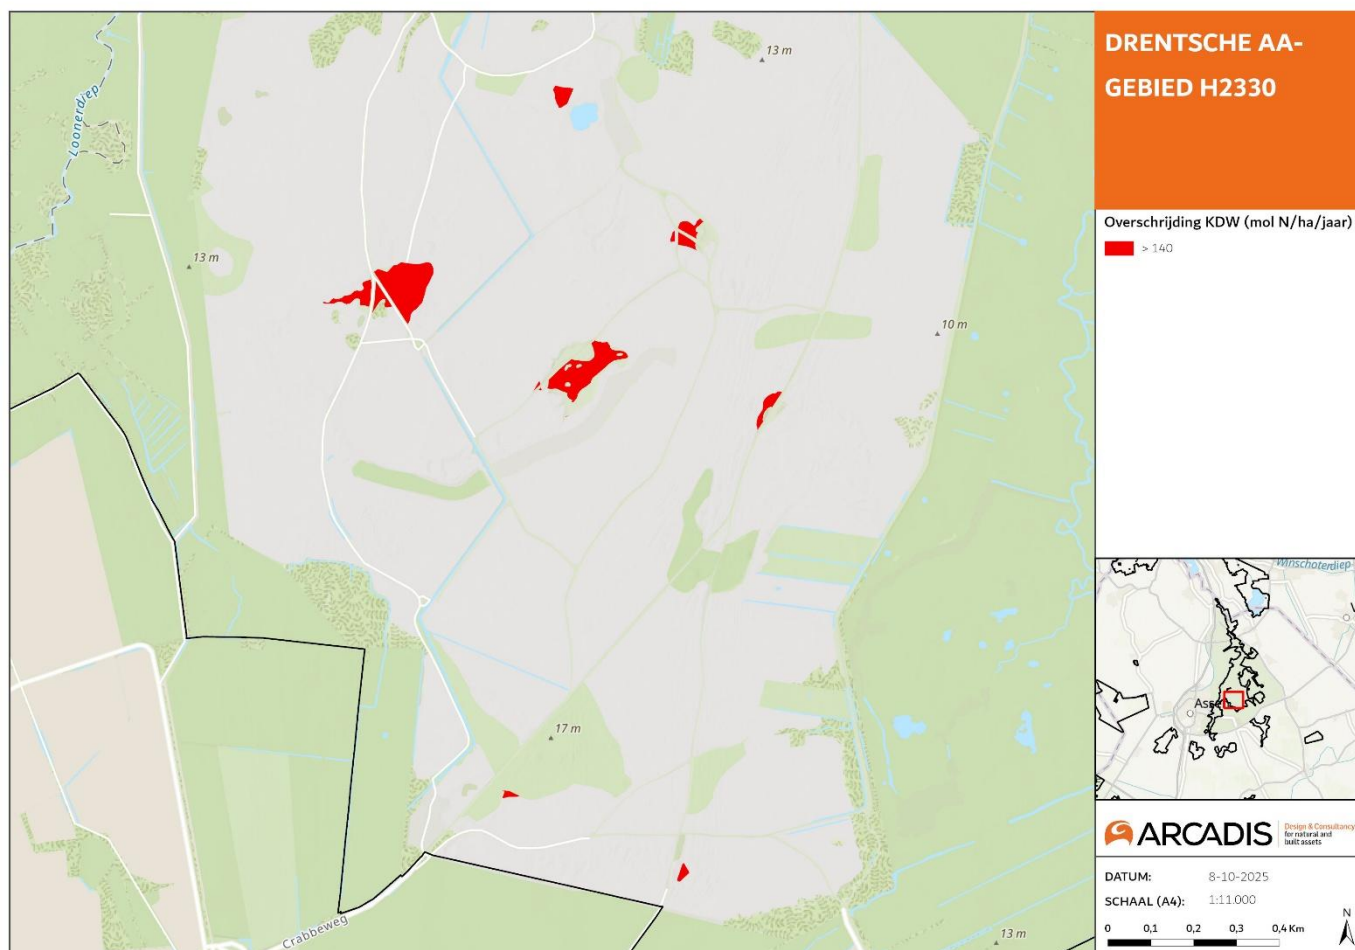 DRENTSCHE AA-
GEBIED H2330
Overschrijding KDW (mol N/ha/jaar)
> 140
Loonerdiep
13 m
13 m
10 m
17 m
13 m
Crabbeweg
Winschoterdiep
Asse
ARCADIS
Design & Consultancy
for natural and
built assets
DATUM: 8-10-2025
SCHAAL (A4): 1:11.000
0 0,1 0,2 0,3 0,4 Km
N